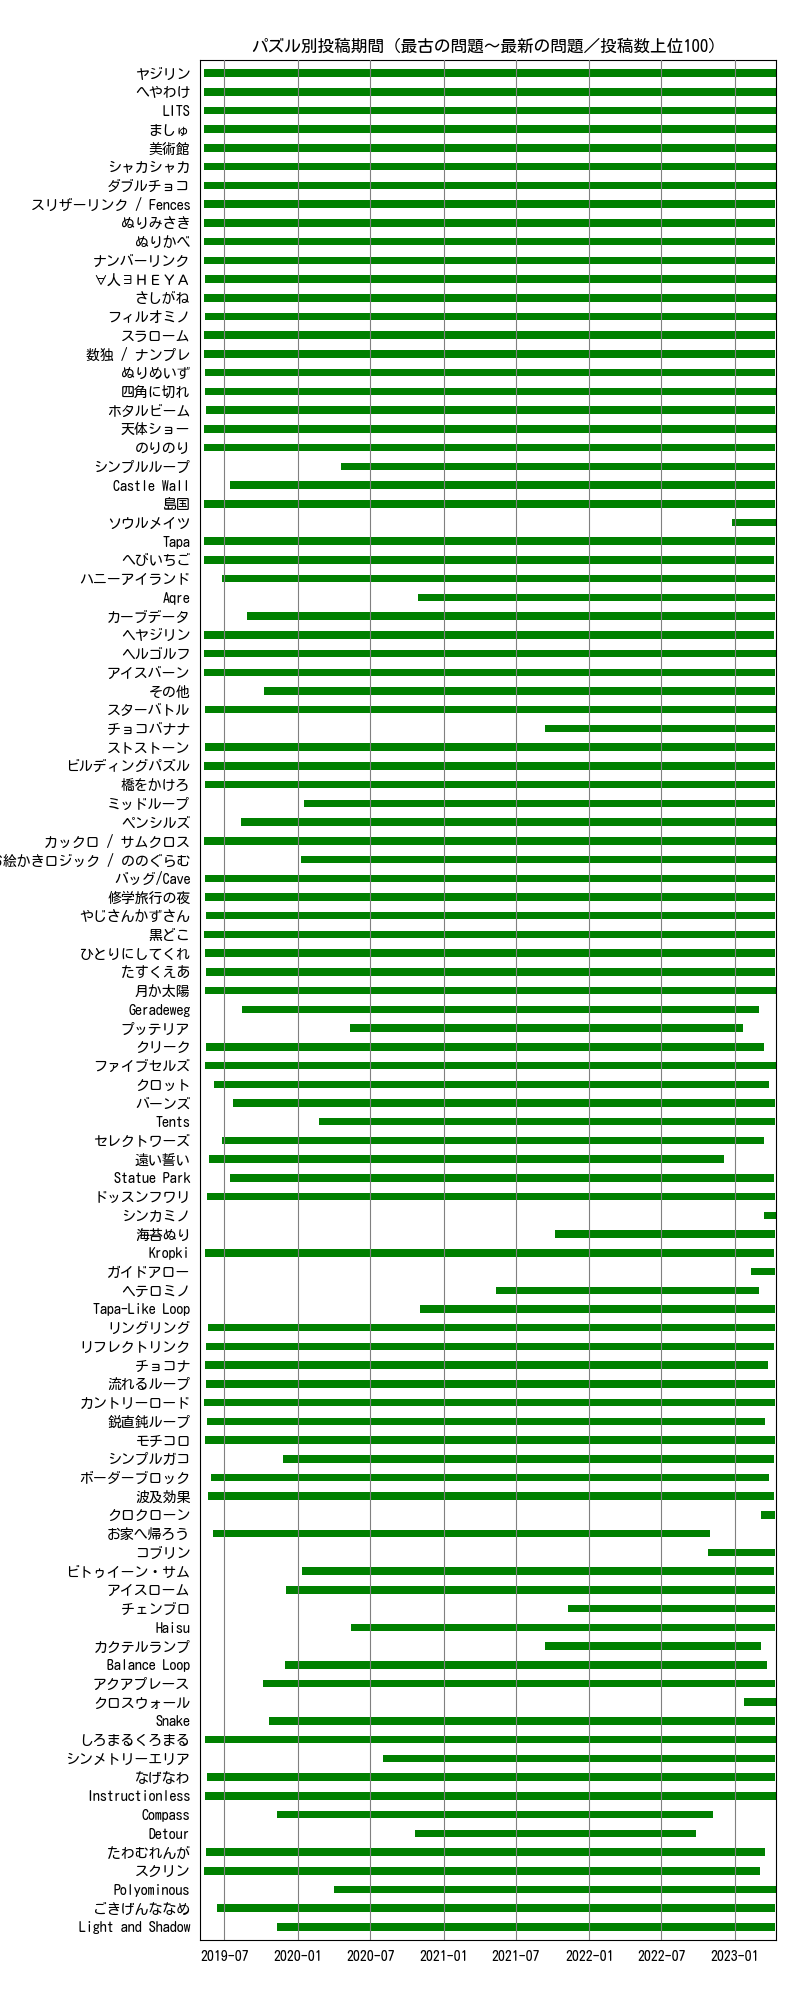 パズル別投稿期間（最古の問題～最新の問題／投稿数上位100）
ヤジリン
へやわけ
LITS
ましゅ
美術館
シャカシャカ
ダブルチョコ
スリザーリンク / Fences
ぬりみさき
ぬりかべ
ナンバーリンク
∀人∃ＨＥＹＡ
さしがね
フィルオミノ
スラローム
数独 / ナンプレ
ぬりめいず
四角に切れ
ホタルビーム
天体ショー
のりのり
シンプルループ
Castle Wall
島国
ソウルメイツ
Tapa
へびいちご
ハニーアイランド
Aqre
カーブデータ
ヘヤジリン
ヘルゴルフ
アイスバーン
その他
スターバトル
チョコバナナ
ストストーン
ビルディングパズル
橋をかけろ
ミッドループ
ペンシルズ
カックロ / サムクロス
絵かきロジック / ののぐらむ
バッグ/Cave
修学旅行の夜
やじさんかずさん
黒どこ
ひとりにしてくれ
たすくえあ
月か太陽
Geradeweg
プッテリア
クリーク
ファイブセルズ
クロット
バーンズ
Tents
セレクトワーズ
遠い誓い
Statue Park
ドッスンフワリ
シンカミノ
海苔ぬり
Kropki
ガイドアロー
ヘテロミノ
Tapa-Like Loop
リングリング
リフレクトリンク
チョコナ
流れるループ
カントリーロード
鋭直鈍ループ
モチコロ
シンプルガコ
ボーダーブロック
波及効果
クロクローン
お家へ帰ろう
コブリン
ビトゥイーン・サム
アイスローム
チェンブロ
Haisu
カクテルランプ
Balance Loop
アクアプレース
クロスウォール
Snake
しろまるくろまる
シンメトリーエリア
なげなわ
Instructionless
Compass
Detour
たわむれんが
スクリン
Polyominous
ごきげんななめ
Light and Shadow
2019-07 2020-01 2020-07 2021-01 2021-07 2022-01 2022-07 2023-01